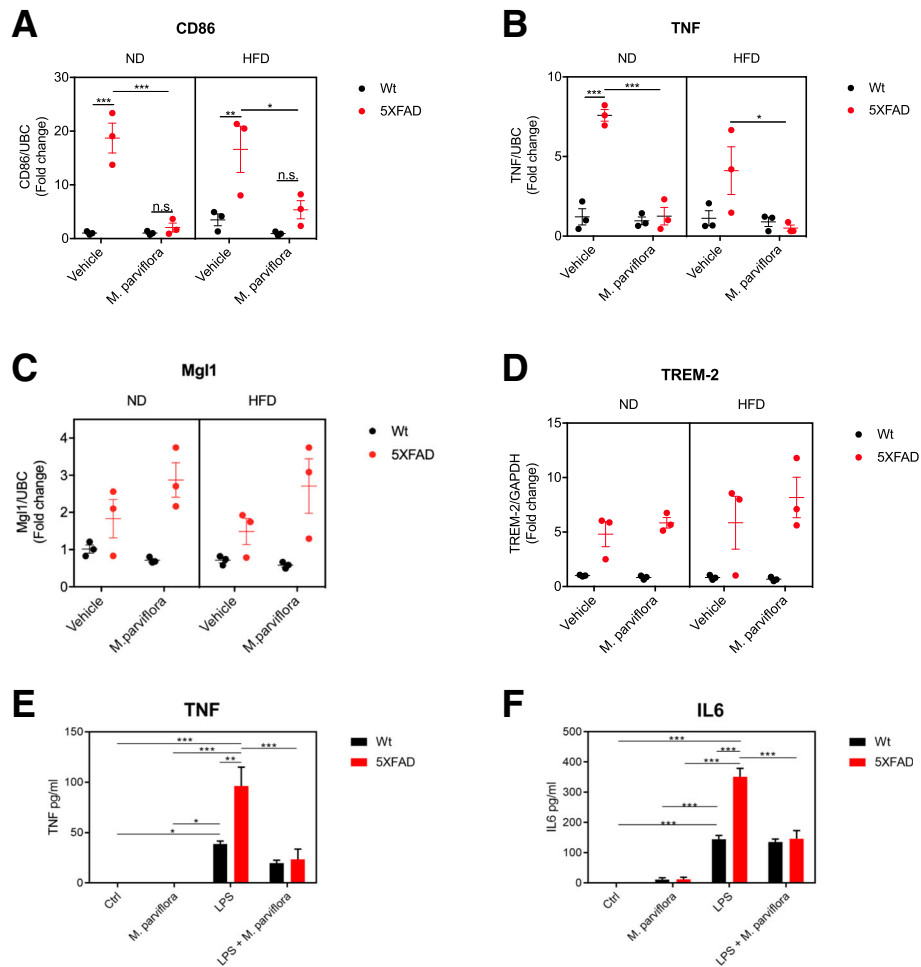 A
CD86
ND
HFD
CD86/UBC
(Fold change)
30
20
10
0
***
***
n.s.
**
*
n.s.
Wt
5XFAD
Vehicle
M. parviflora
Vehicle
M. parviflora
B
TNF
ND
HFD
TNF/UBC
(Fold change)
10
5
0
***
***
*
Wt
5XFAD
Vehicle
M. parviflora
Vehicle
M. parviflora
C
Mgl1
ND
HFD
Mgl1/UBC
(Fold change)
4
3
2
1
0
Wt
5XFAD
Vehicle
M.parviflora
Vehicle
M.parviflora
D
TREM-2
ND
HFD
TREM-2/GAPDH
(Fold change)
15
10
5
0
Wt
5XFAD
Vehicle
M. parviflora
Vehicle
M. parviflora
E
TNF
TNF pg/ml
150
100
50
0
***
***
***
**
*
*
Wt
5XFAD
Ctrl
M. parviflora
LPS
LPS + M. parviflora
F
IL6
IL6 pg/ml
500
400
300
200
100
0
***
***
***
***
***
***
Wt
5XFAD
Ctrl
M. parviflora
LPS
LPS + M. parviflora